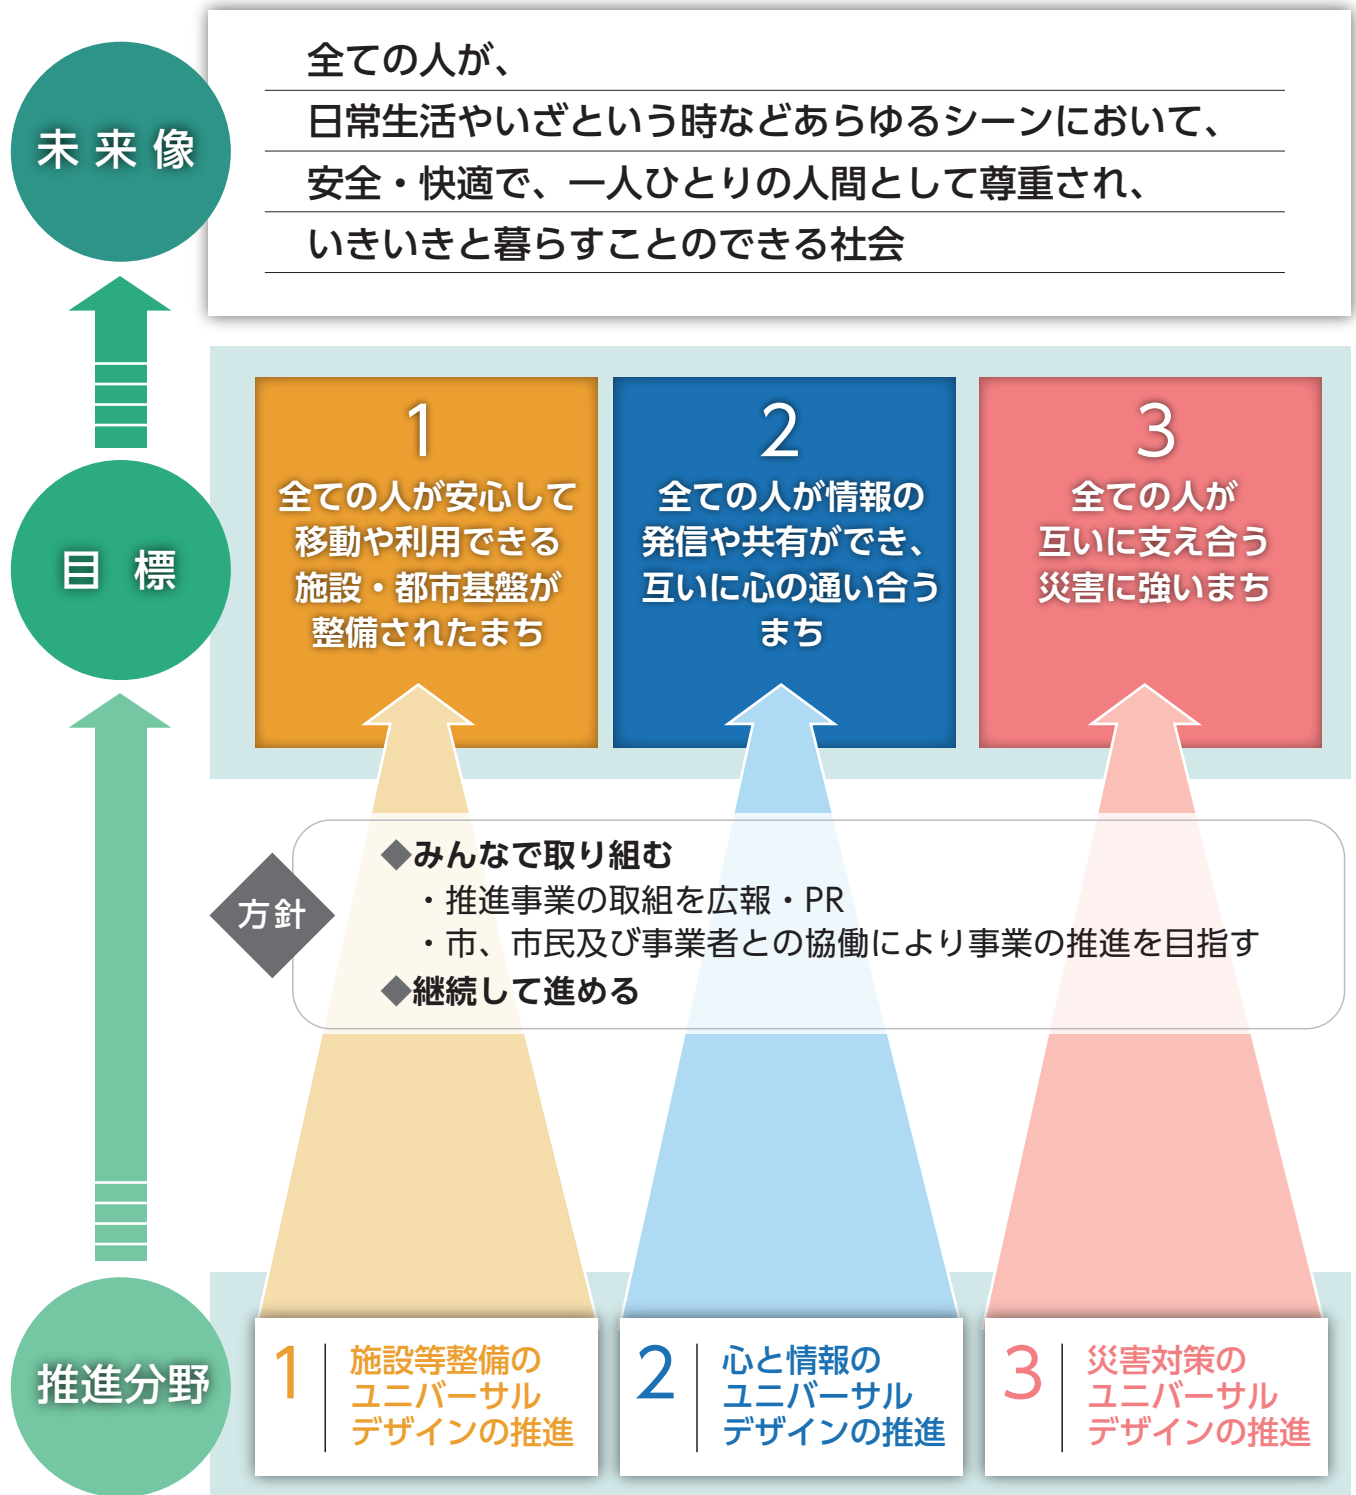 未来像
全ての人が、
日常生活やいざという時などあらゆるシーンにおいて、
安全・快適で、一人ひとりの人間として尊重され、
いきいきと暮らすことのできる社会
目標
1
全ての人が安心して
移動や利用できる
施設・都市基盤が
整備されたまち
2
全ての人が情報の
発信や共有ができ、
互いに心の通い合う
まち
3
全ての人が
互いに支え合う
災害に強いまち
方針
◆みんなで取り組む
・推進事業の取組を広報・PR
・市、市民及び事業者との協働により事業の推進を目指す
◆継続して進める
推進分野
1
施設等整備の
ユニバーサル
デザインの推進
2
心と情報の
ユニバーサル
デザインの推進
3
災害対策の
ユニバーサル
デザインの推進